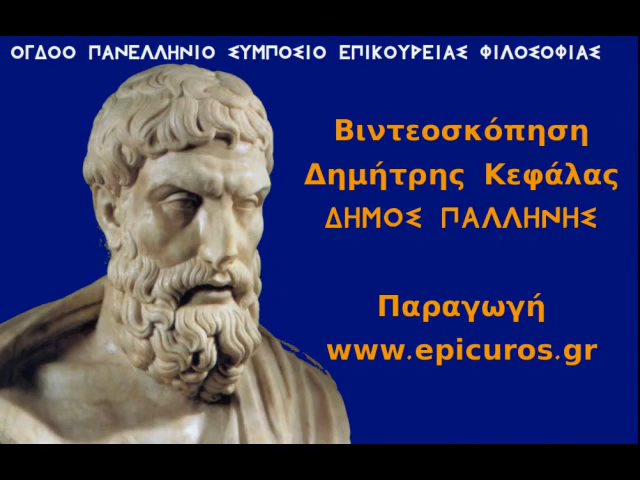 ΟΓΔΟΟ ΠΑΝΕΛΛΗΝΙΟ ΣΥΜΠΟΣΙΟ ΕΠΙΚΟΥΡΕΙΑΣ ΦΙΛΟΣΟΦΙΑΣ
Βιντεοσκόπηση
Δημήτρης Κεφάλας
ΔΗΜΟΣ ΠΑΛΛΗΝΗΣ
Παραγωγή
www.epicuros.gr